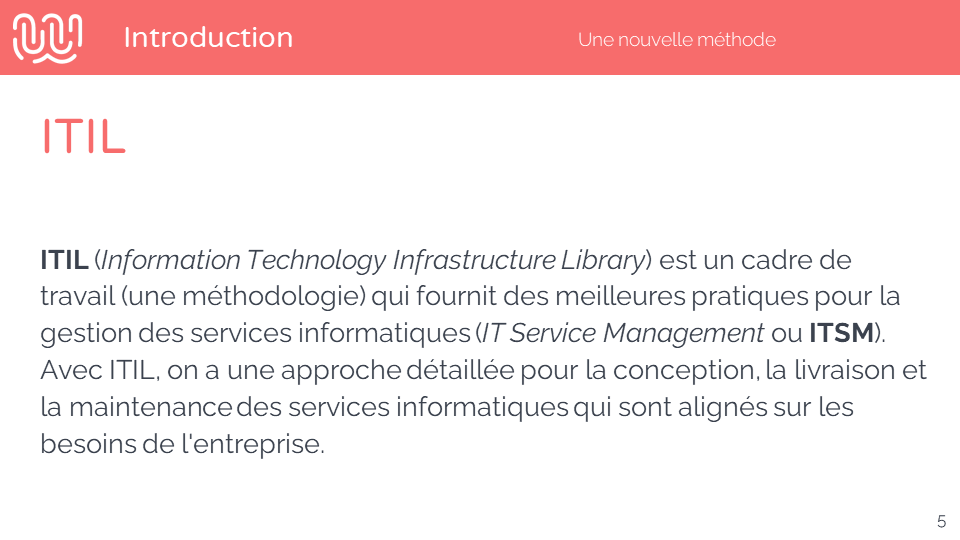 Introduction
Une nouvelle méthode
ITIL
ITIL (Information Technology Infrastructure Library) est un cadre de
travail (une méthodologie) qui fournit des meilleures pratiques pour la
gestion des services informatiques (IT Service Management ou ITSM).
Avec ITIL, on a une approche détaillée pour la conception, la livraison et
la maintenance des services informatiques qui sont alignés sur les
besoins de l'entreprise.
5